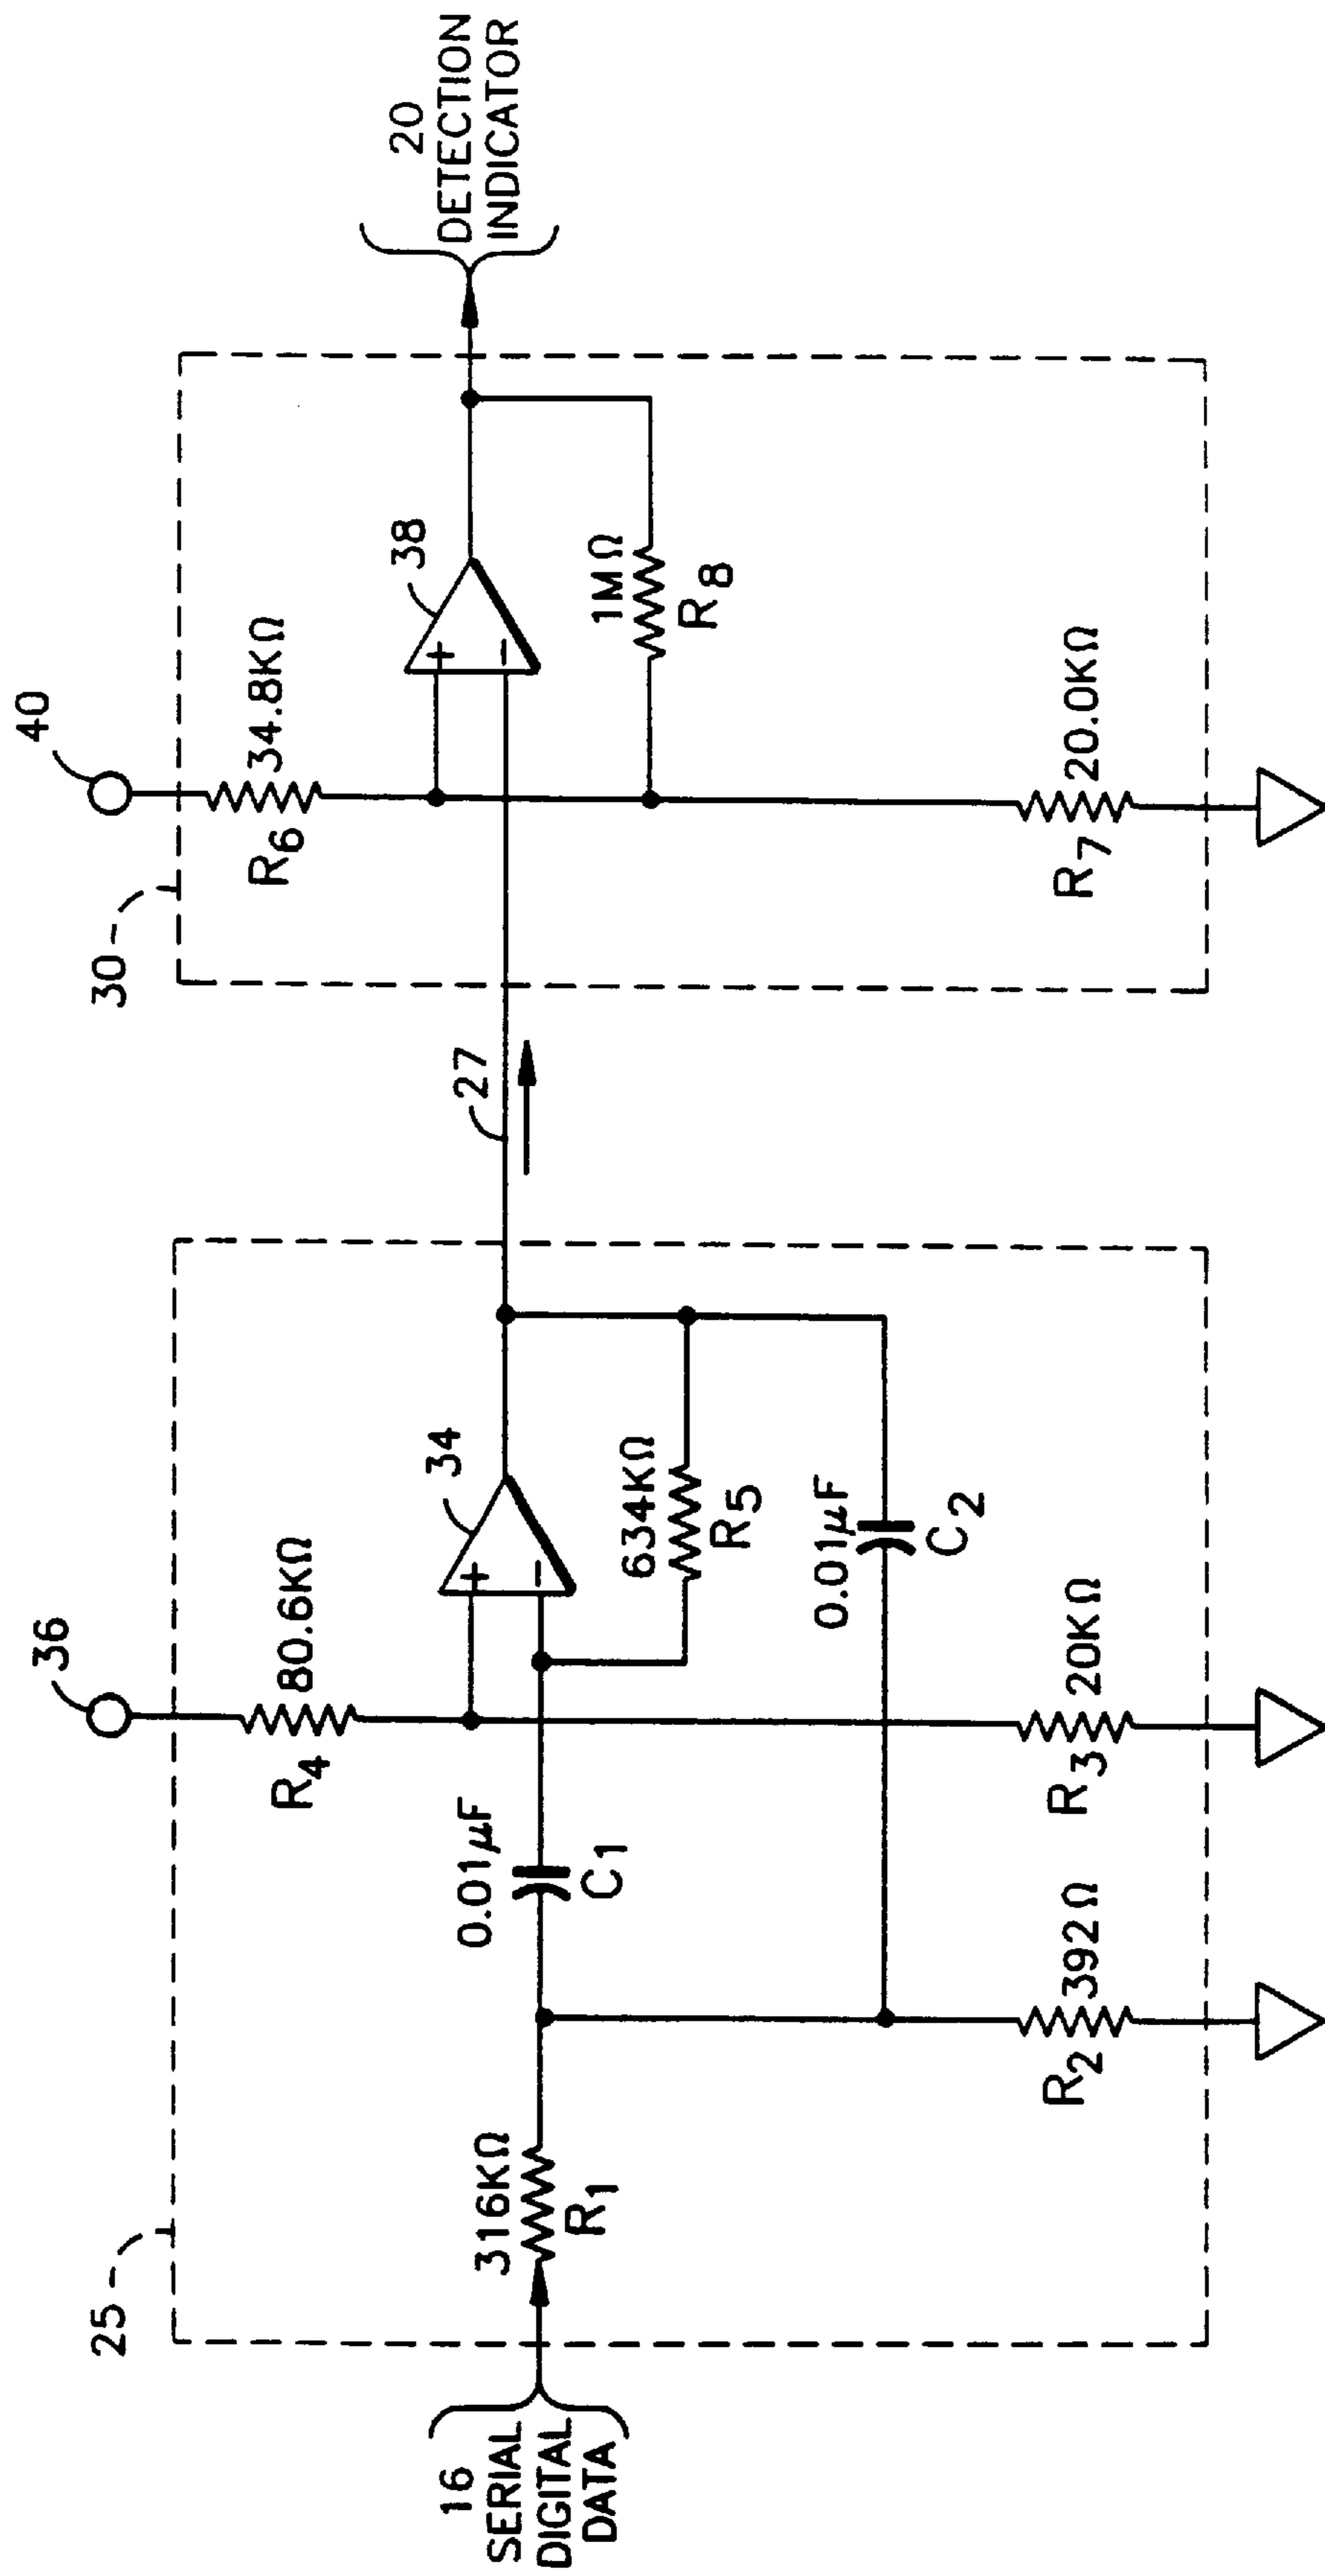 16
SERIAL
DIGITAL
DATA
25
316KΩ
R1
0.01μF
C1
R2
392Ω
36
R4
80.6KΩ
R3
20KΩ
34
+
−
634KΩ
R5
0.01μF
C2
27
30
40
R6
34.8KΩ
38
+
−
1MΩ
R8
R7
20.0KΩ
20
DETECTION
INDICATOR